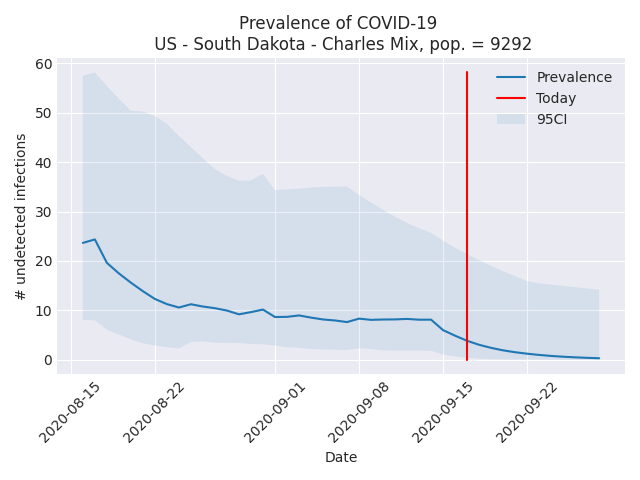 Prevalence of COVID-19
US - South Dakota - Charles Mix, pop. = 9292
60
50
40
30
20
10
0
# undetected infections
Prevalence
Today
95CI
2020-08-15
2020-08-22
2020-09-01
2020-09-08
2020-09-15
2020-09-22
Date